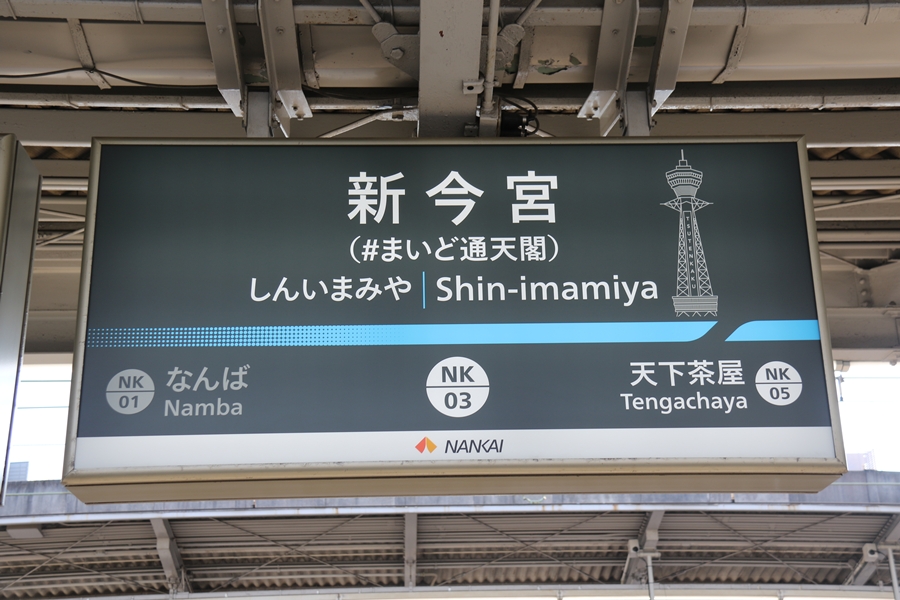 新今宮
(#まいど通天閣)
しんいまみや | Shin-imamiya
TSUTENKAKU
NK 01
なんば
Namba
NK 03
天下茶屋
Tengachaya
NK 05
NANKAI